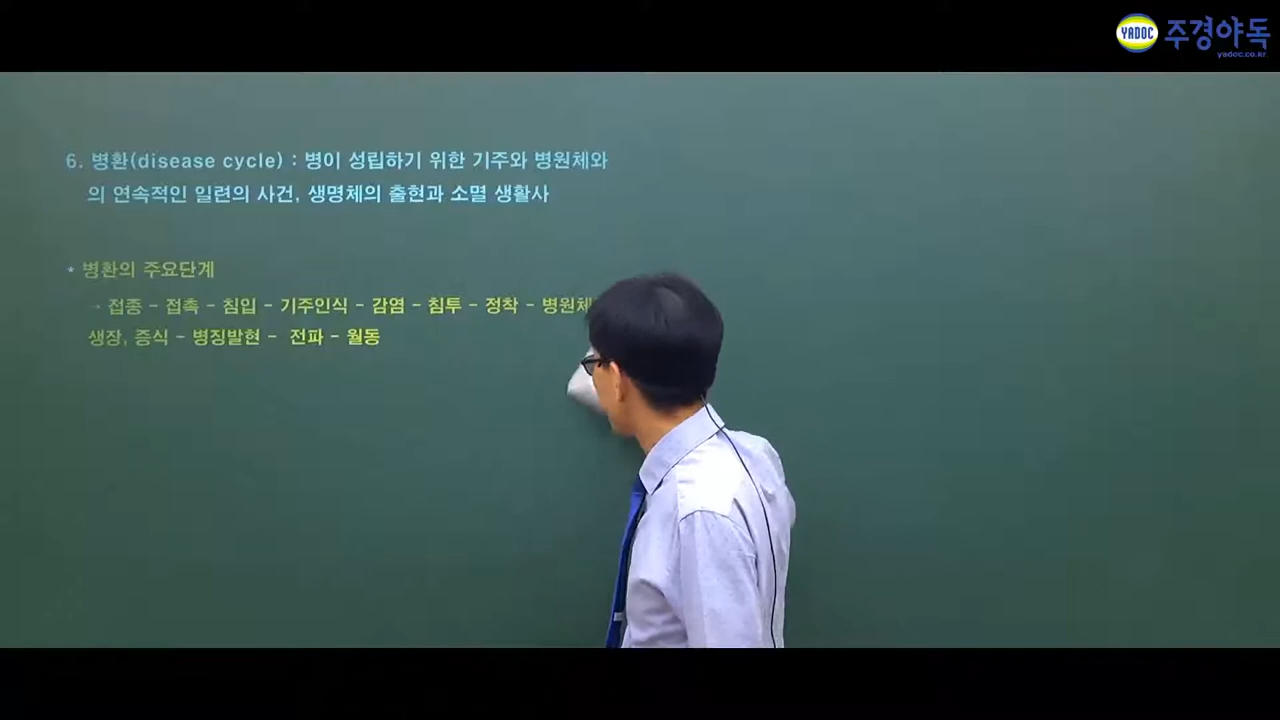 YADOC 주경야독
yadoc.co.kr
6. 병환(disease cycle) : 병이 성립하기 위한 기주와 병원체와
의 연속적인 일련의 사건, 생명체의 출현과 소멸 생활사
* 병환의 주요단계
→ 접종 - 접촉 - 침입 - 기주인식 - 감염 - 침투 - 정착 - 병원체
생장, 증식 - 병징발현 - 전파 - 월동